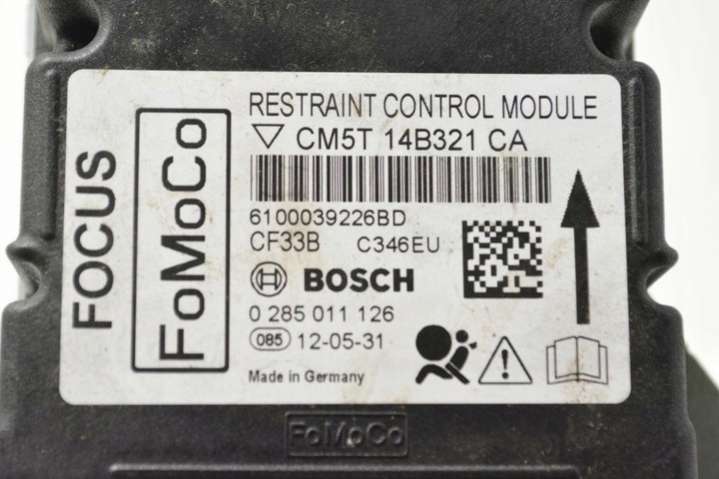 FOCUS
FoMoCo
RESTRAINT CONTROL MODULE
CM5T 14B321 CA
6100039226BD
CF33B C346EU
BOSCH
0 285 011 126
085 12-05-31
Made in Germany
FoMoCo